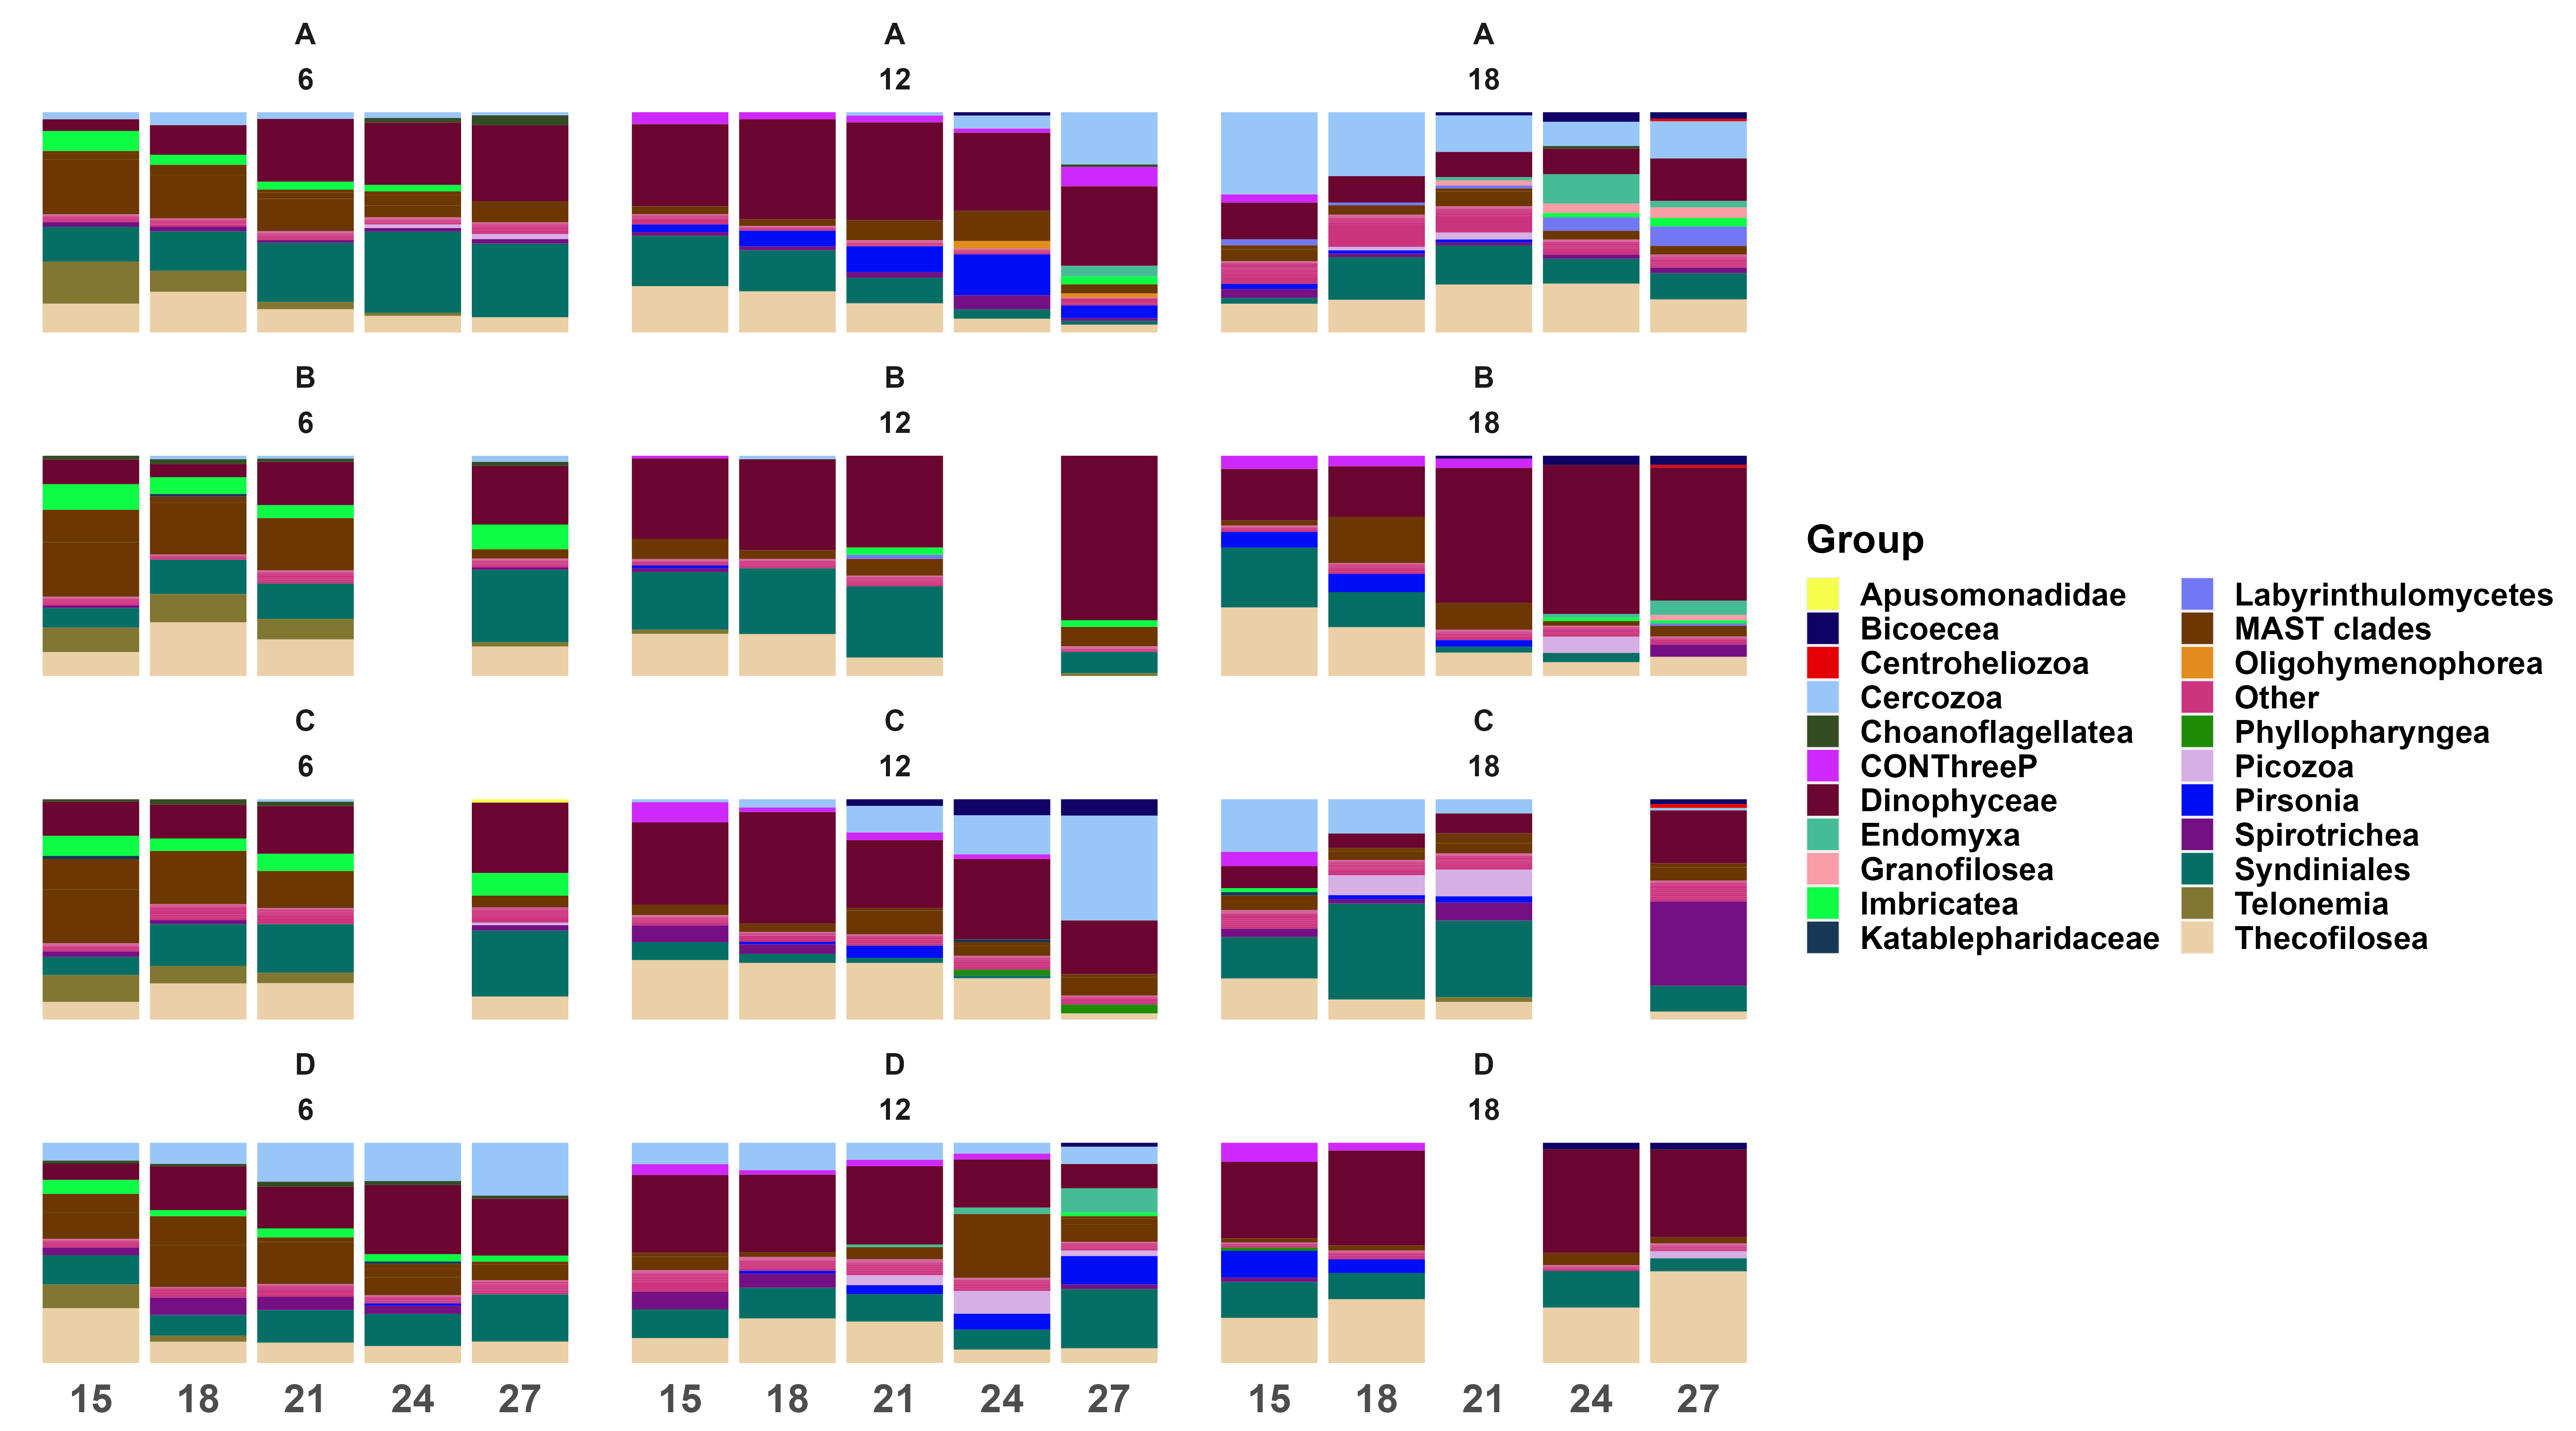 A A A
6 12 18
B B B
6 12 18
C C C
6 12 18
D D D
6 12 18
15 18 21 24 27 15 18 21 24 27 15 18 21 24 27
Group
Apusomonadidae
Bicoecea
Centroheliozoa
Cercozoa
Choanoflagellatea
CONThreeP
Dinophyceae
Endomyxa
Granofilosea
Imbricatea
Katablepharidaceae
Labyrinthulomycetes
MAST clades
Oligohymenophorea
Other
Phyllopharyngea
Picozoa
Pirsonia
Spirotrichea
Syndiniales
Telonemia
Thecofilosea